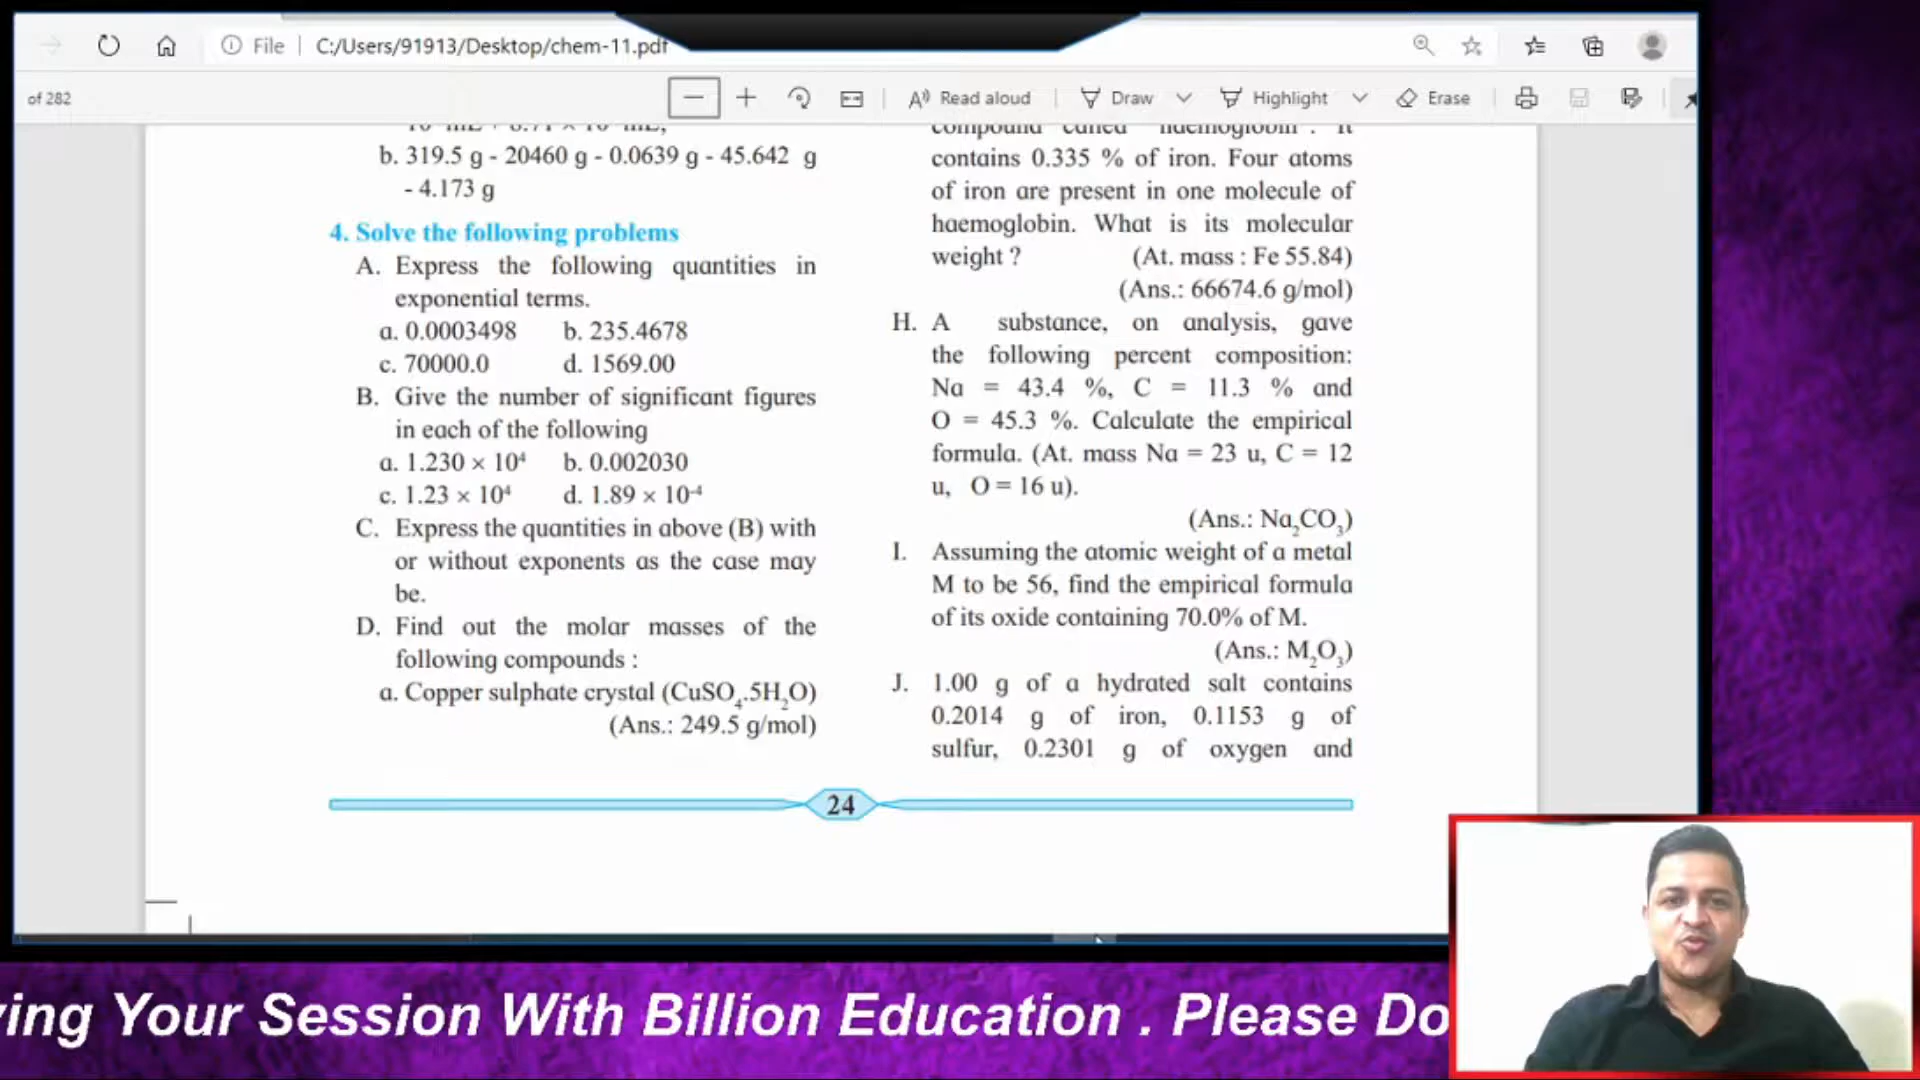 File
C:/Users/91913/Desktop/chem-11.pdf
of 282
Read aloud
Draw
Highlight
Erase
b. 319.5 g - 20460 g - 0.0639 g - 45.642 g
- 4.173 g
4. Solve the following problems
A. Express the following quantities in
exponential terms.
a. 0.0003498 b. 235.4678
c. 70000.0 d. 1569.00
B. Give the number of significant figures
in each of the following
a. 1.230 × 10⁴ b. 0.002030
c. 1.23 × 10⁴ d. 1.89 × 10⁻⁴
C. Express the quantities in above (B) with
or without exponents as the case may
be.
D. Find out the molar masses of the
following compounds :
a. Copper sulphate crystal (CuSO₄.5H₂O)
(Ans.: 249.5 g/mol)
compound called haemoglobin . It
contains 0.335 % of iron. Four atoms
of iron are present in one molecule of
haemoglobin. What is its molecular
weight ? (At. mass : Fe 55.84)
(Ans.: 66674.6 g/mol)
H. A substance, on analysis, gave
the following percent composition:
Na = 43.4 %, C = 11.3 % and
O = 45.3 %. Calculate the empirical
formula. (At. mass Na = 23 u, C = 12
u, O = 16 u).
(Ans.: Na₂CO₃)
I. Assuming the atomic weight of a metal
M to be 56, find the empirical formula
of its oxide containing 70.0% of M.
(Ans.: M₂O₃)
J. 1.00 g of a hydrated salt contains
0.2014 g of iron, 0.1153 g of
sulfur, 0.2301 g of oxygen and
24
ing Your Session With Billion Education . Please Do